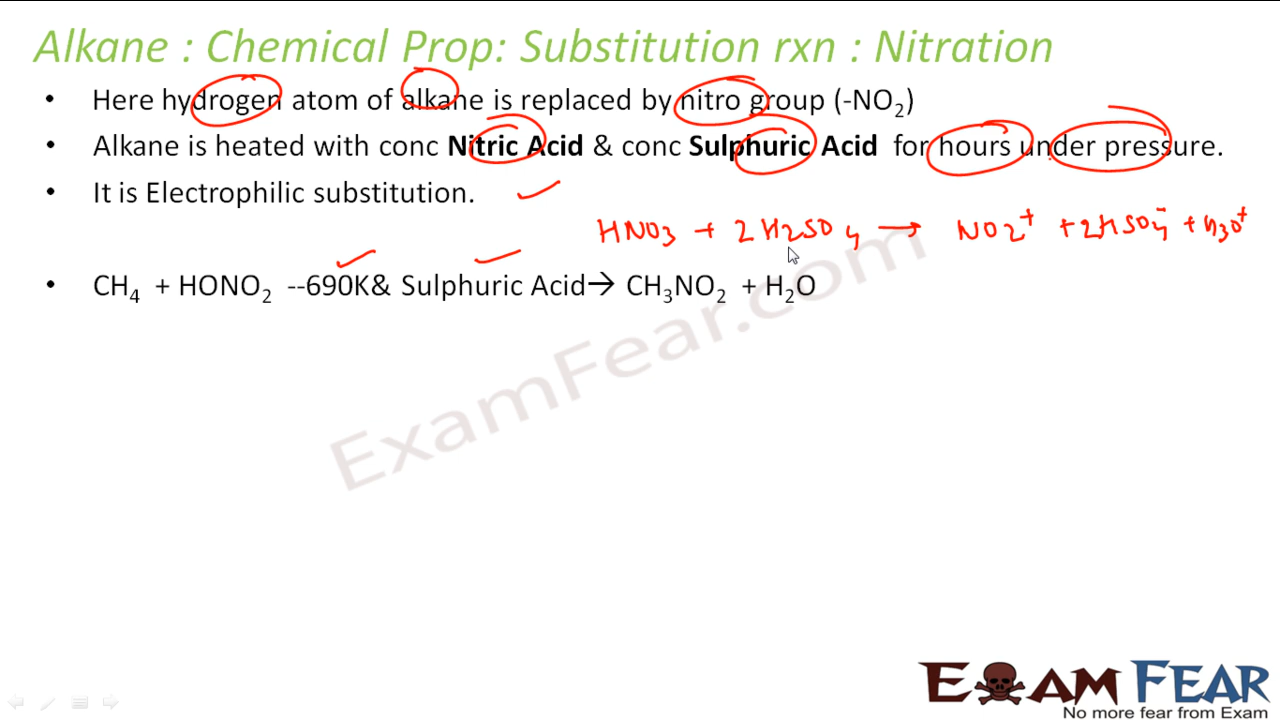 Alkane : Chemical Prop: Substitution rxn : Nitration
• Here hydrogen atom of alkane is replaced by nitro group (-NO₂)
• Alkane is heated with conc Nitric Acid & conc Sulphuric Acid for hours under pressure.
• It is Electrophilic substitution.
HNO3 + 2H2SO4 → NO2⁺ + 2HSO4⁻ + H3O⁺
• CH₄ + HONO₂ --690K& Sulphuric Acid→ CH₃NO₂ + H₂O
ExamFear.com
EXAM FEAR
No more fear from Exam